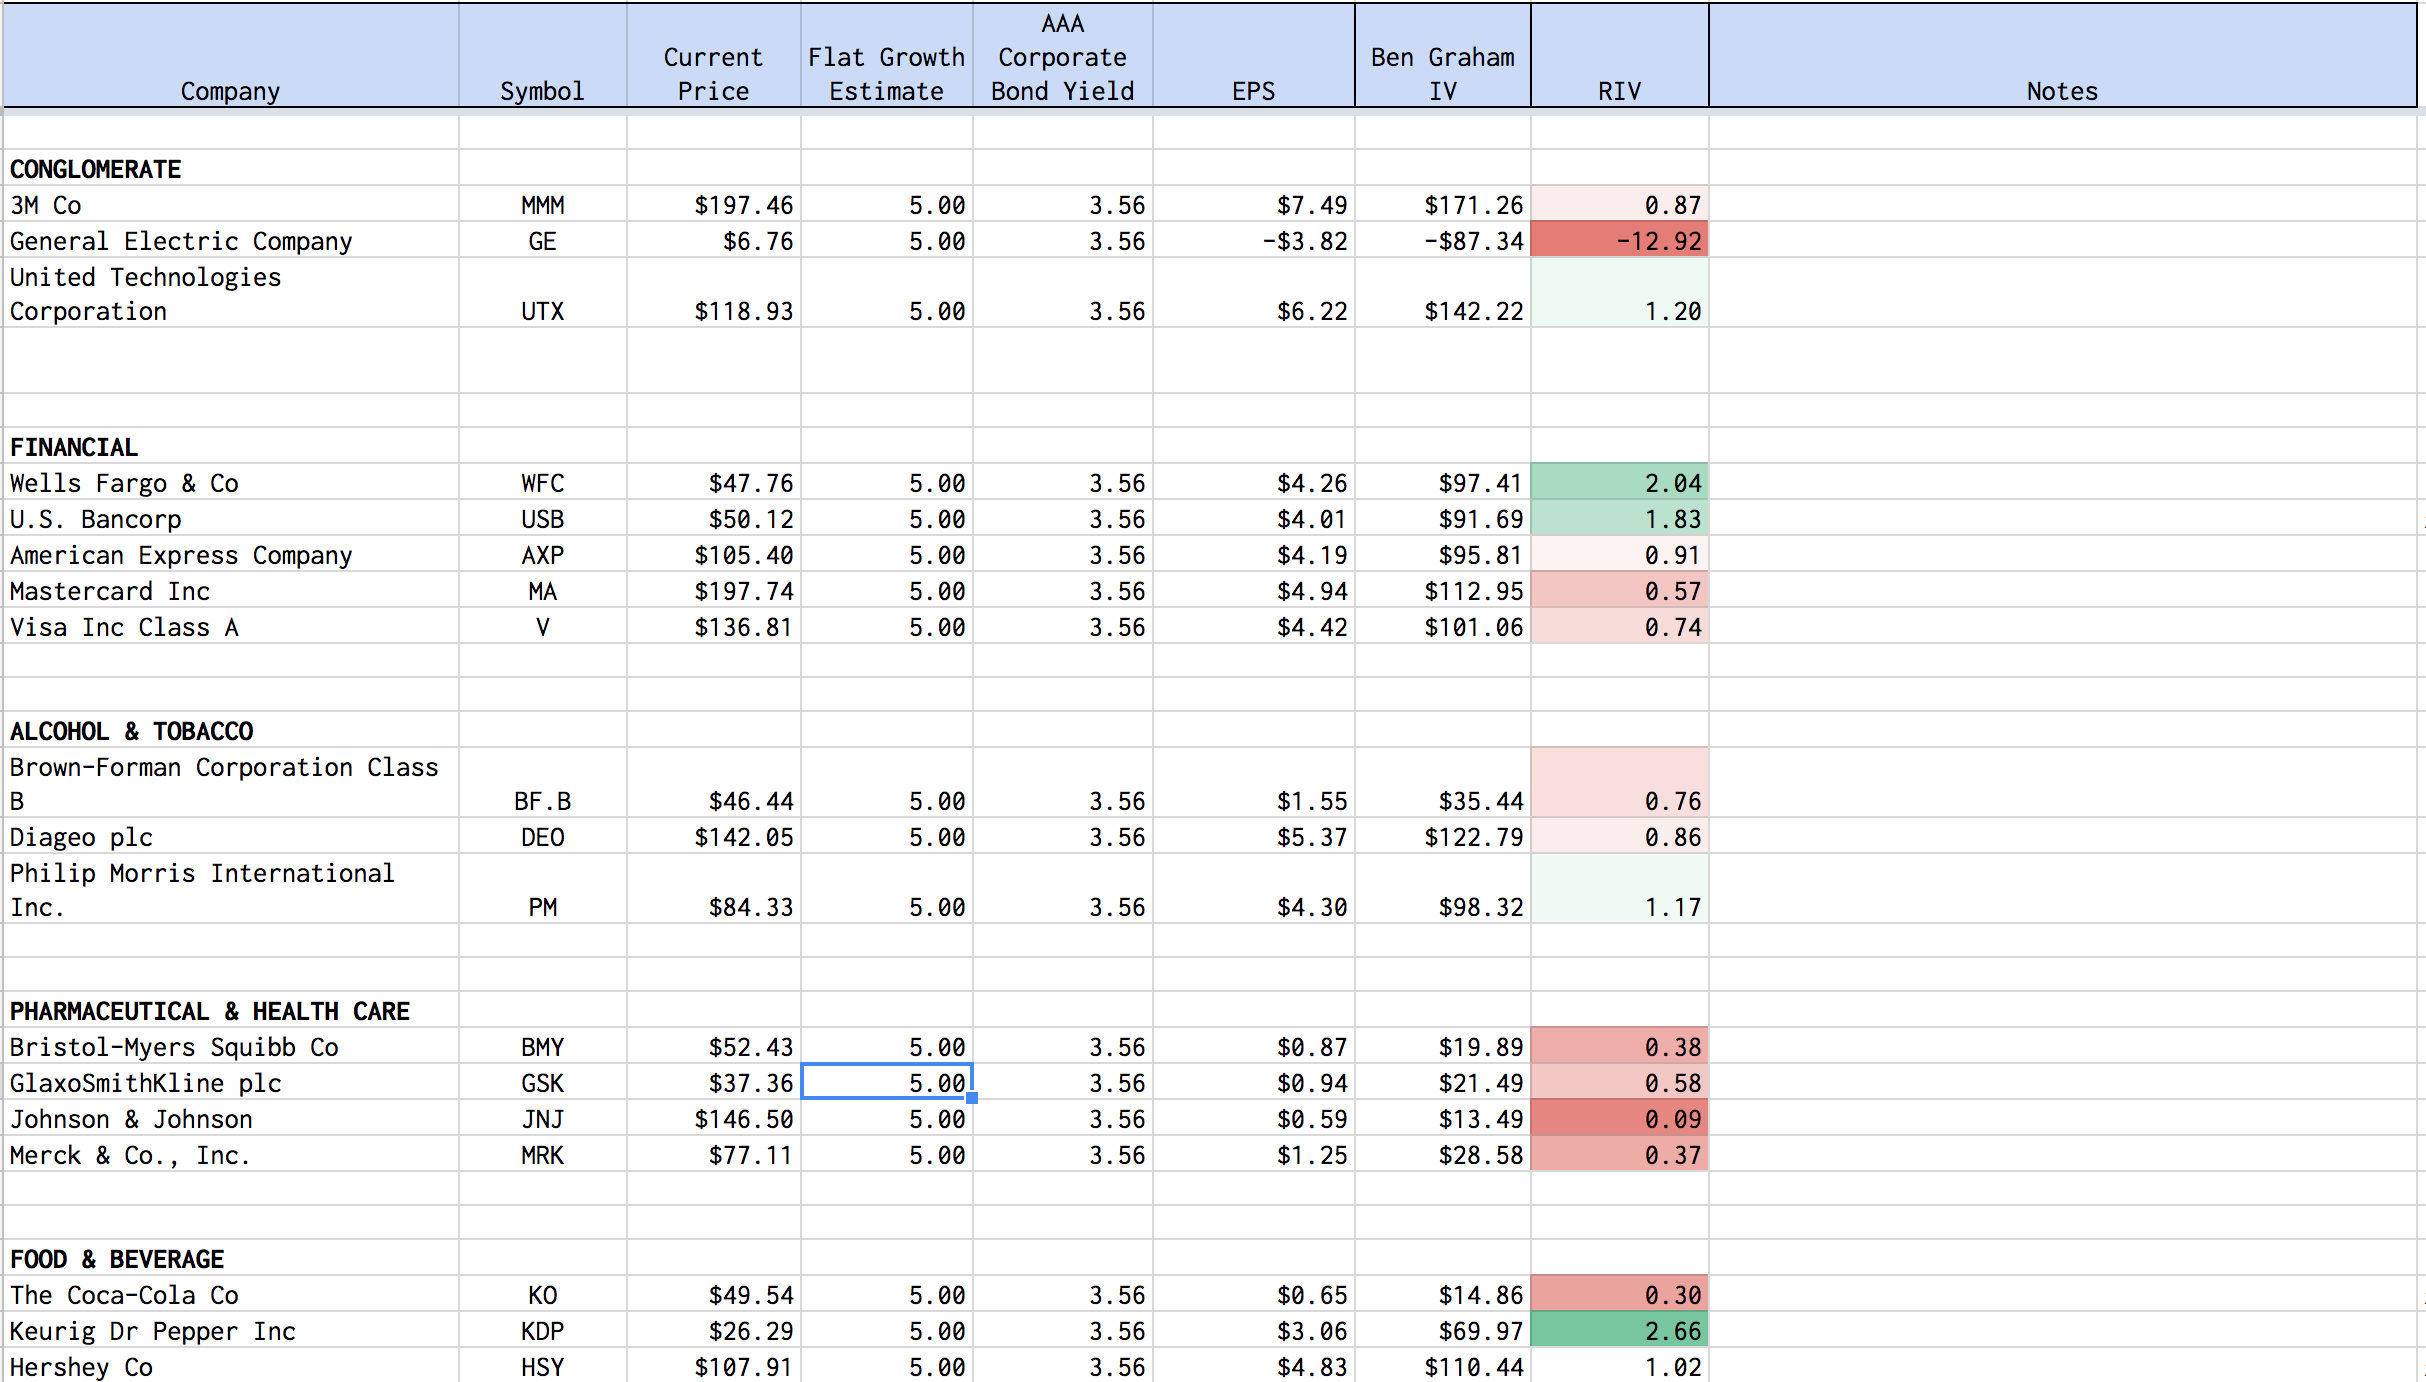 Company Symbol Current Price Flat Growth Estimate AAA Corporate Bond Yield EPS Ben Graham IV RIV Notes
CONGLOMERATE
3M Co MMM $197.46 5.00 3.56 $7.49 $171.26 0.87
General Electric Company GE $6.76 5.00 3.56 -$3.82 -$87.34 -12.92
United Technologies
Corporation UTX $118.93 5.00 3.56 $6.22 $142.22 1.20
FINANCIAL
Wells Fargo & Co WFC $47.76 5.00 3.56 $4.26 $97.41 2.04
U.S. Bancorp USB $50.12 5.00 3.56 $4.01 $91.69 1.83
American Express Company AXP $105.40 5.00 3.56 $4.19 $95.81 0.91
Mastercard Inc MA $197.74 5.00 3.56 $4.94 $112.95 0.57
Visa Inc Class A V $136.81 5.00 3.56 $4.42 $101.06 0.74
ALCOHOL & TOBACCO
Brown-Forman Corporation Class
B BF.B $46.44 5.00 3.56 $1.55 $35.44 0.76
Diageo plc DEO $142.05 5.00 3.56 $5.37 $122.79 0.86
Philip Morris International
Inc. PM $84.33 5.00 3.56 $4.30 $98.32 1.17
PHARMACEUTICAL & HEALTH CARE
Bristol-Myers Squibb Co BMY $52.43 5.00 3.56 $0.87 $19.89 0.38
GlaxoSmithKline plc GSK $37.36 5.00 3.56 $0.94 $21.49 0.58
Johnson & Johnson JNJ $146.50 5.00 3.56 $0.59 $13.49 0.09
Merck & Co., Inc. MRK $77.11 5.00 3.56 $1.25 $28.58 0.37
FOOD & BEVERAGE
The Coca-Cola Co KO $49.54 5.00 3.56 $0.65 $14.86 0.30
Keurig Dr Pepper Inc KDP $26.29 5.00 3.56 $3.06 $69.97 2.66
Hershey Co HSY $107.91 5.00 3.56 $4.83 $110.44 1.02